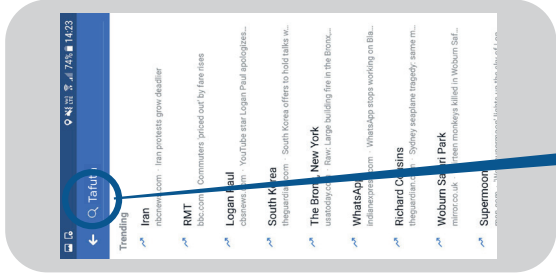 74% 14:23
Tafuta
Trending
Iran
nbcnews.com · Iran protests grow deadlier
RMT
bbc.com · Commuters 'priced out' by fare rises
Logan Paul
cbsnews.com · YouTube star Logan Paul apologizes...
South Korea
theguardian.com · South Korea offers to hold talks w...
The Bronx New York
usatoday.com · Raw: Large building fire in the Bronx,...
WhatsApp
indianexpress.com · WhatsApp stops working on Bla...
Richard Cousins
theguardian.com · Sydney seaplane tragedy: same m...
Woburn Safari Park
mirror.co.uk · Thirteen monkeys killed in Woburn Saf...
Supermoon